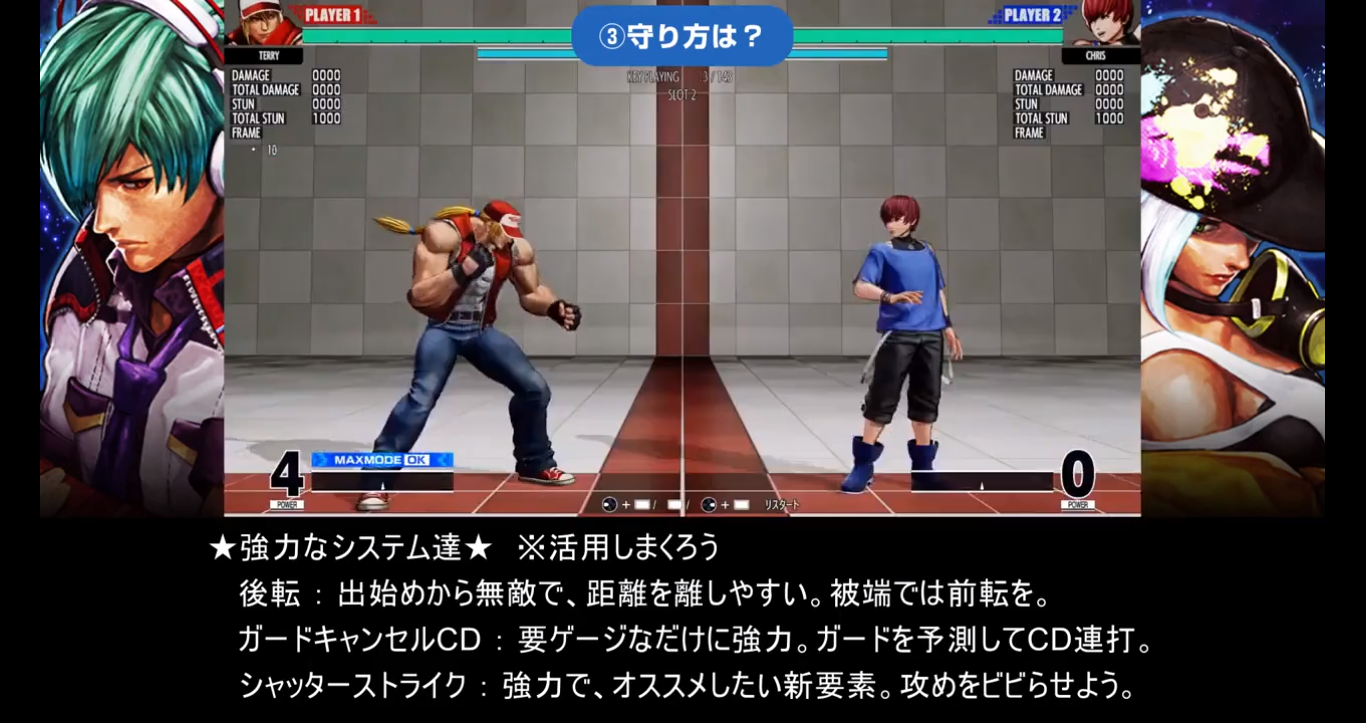 PLAYER 1
③守り方は？
PLAYER 2
TERRY
CHRIS
DAMAGE 0000
TOTAL DAMAGE 0000
STUN 0000
TOTAL STUN 1000
FRAME
・ 10
KEY PLAYING 3/143
SLOT 2
DAMAGE 0000
TOTAL DAMAGE 0000
STUN 0000
TOTAL STUN 1000
FRAME
4
POWER
MAXMODE OK
+ / / + リスタート
0
POWER
★強力なシステム達★ ※活用しまくろう
後転：出始めから無敵で、距離を離しやすい。被端では前転を。
ガードキャンセルCD：要ゲージなだけに強力。ガードを予測してCD連打。
シャッターストライク：強力で、オススメしたい新要素。攻めをビビらせよう。